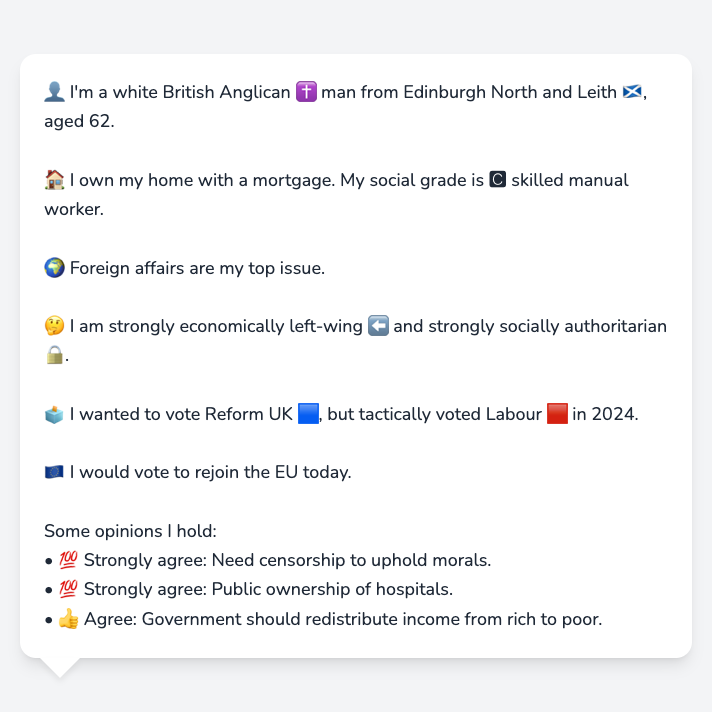 👤 I'm a white British Anglican ✝️ man from Edinburgh North and Leith 🏴󠁧󠁢󠁳󠁣󠁴󠁿,
aged 62.
🏠 I own my home with a mortgage. My social grade is 🅲 skilled manual
worker.
🌍 Foreign affairs are my top issue.
🤔 I am strongly economically left-wing ⬅️ and strongly socially authoritarian
🔒.
🗳️ I wanted to vote Reform UK 🟦, but tactically voted Labour 🟥 in 2024.
🇪🇺 I would vote to rejoin the EU today.
Some opinions I hold:
• 💯 Strongly agree: Need censorship to uphold morals.
• 💯 Strongly agree: Public ownership of hospitals.
• 👍 Agree: Government should redistribute income from rich to poor.